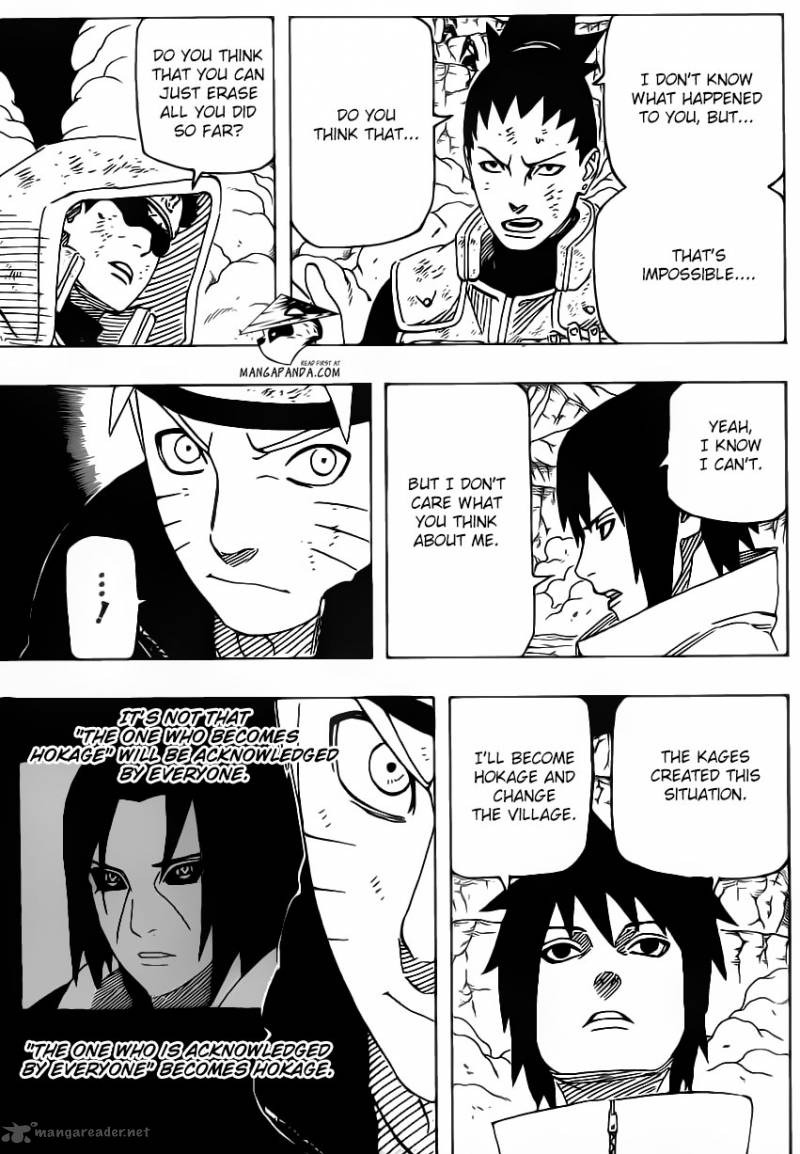 I DON'T KNOW
WHAT HAPPENED
TO YOU, BUT...
THAT'S
IMPOSSIBLE....
DO YOU
THINK THAT...
DO YOU THINK
THAT YOU CAN
JUST ERASE
ALL YOU DID
SO FAR?
READ FIRST AT
MANGAPANDA.COM
YEAH,
I KNOW
I CAN'T.
BUT I DON'T
CARE WHAT
YOU THINK
ABOUT ME.
...!
THE KAGES
CREATED THIS
SITUATION.
I'LL BECOME
HOKAGE AND
CHANGE
THE VILLAGE.
IT'S NOT THAT
"THE ONE WHO BECOMES
HOKAGE" WILL BE ACKNOWLEDGED
BY EVERYONE.
"THE ONE WHO IS ACKNOWLEDGED
BY EVERYONE" BECOMES HOKAGE.
mangareader.net